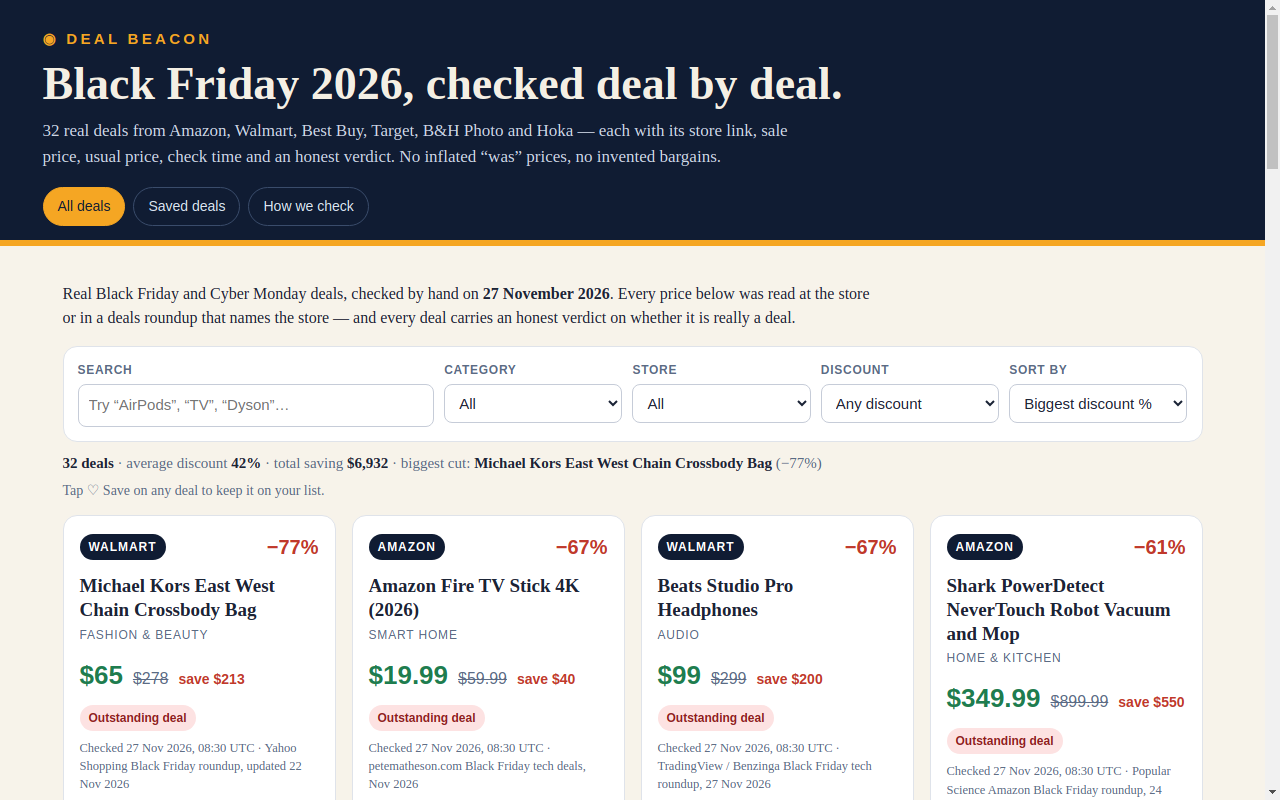 ◉ DEAL BEACON
Black Friday 2026, checked deal by deal.
32 real deals from Amazon, Walmart, Best Buy, Target, B&H Photo and Hoka — each with its store link, sale
price, usual price, check time and an honest verdict. No inflated “was” prices, no invented bargains.
All deals
Saved deals
How we check
Real Black Friday and Cyber Monday deals, checked by hand on 27 November 2026. Every price below was read at the store
or in a deals roundup that names the store — and every deal carries an honest verdict on whether it is really a deal.
SEARCH
Try “AirPods”, “TV”, “Dyson”…
CATEGORY
All
STORE
All
DISCOUNT
Any discount
SORT BY
Biggest discount %
32 deals · average discount 42% · total saving $6,932 · biggest cut: Michael Kors East West Chain Crossbody Bag (−77%)
Tap ♡ Save on any deal to keep it on your list.
WALMART
−77%
Michael Kors East West
Chain Crossbody Bag
FASHION & BEAUTY
$65 $278 save $213
Outstanding deal
Checked 27 Nov 2026, 08:30 UTC · Yahoo
Shopping Black Friday roundup, updated 22
Nov 2026
AMAZON
−67%
Amazon Fire TV Stick 4K
(2026)
SMART HOME
$19.99 $59.99 save $40
Outstanding deal
Checked 27 Nov 2026, 08:30 UTC ·
petematheson.com Black Friday tech deals,
Nov 2026
WALMART
−67%
Beats Studio Pro
Headphones
AUDIO
$99 $299 save $200
Outstanding deal
Checked 27 Nov 2026, 08:30 UTC ·
TradingView / Benzinga Black Friday tech
roundup, 27 Nov 2026
AMAZON
−61%
Shark PowerDetect
NeverTouch Robot Vacuum
and Mop
HOME & KITCHEN
$349.99 $899.99 save $550
Outstanding deal
Checked 27 Nov 2026, 08:30 UTC · Popular
Science Amazon Black Friday roundup, 24